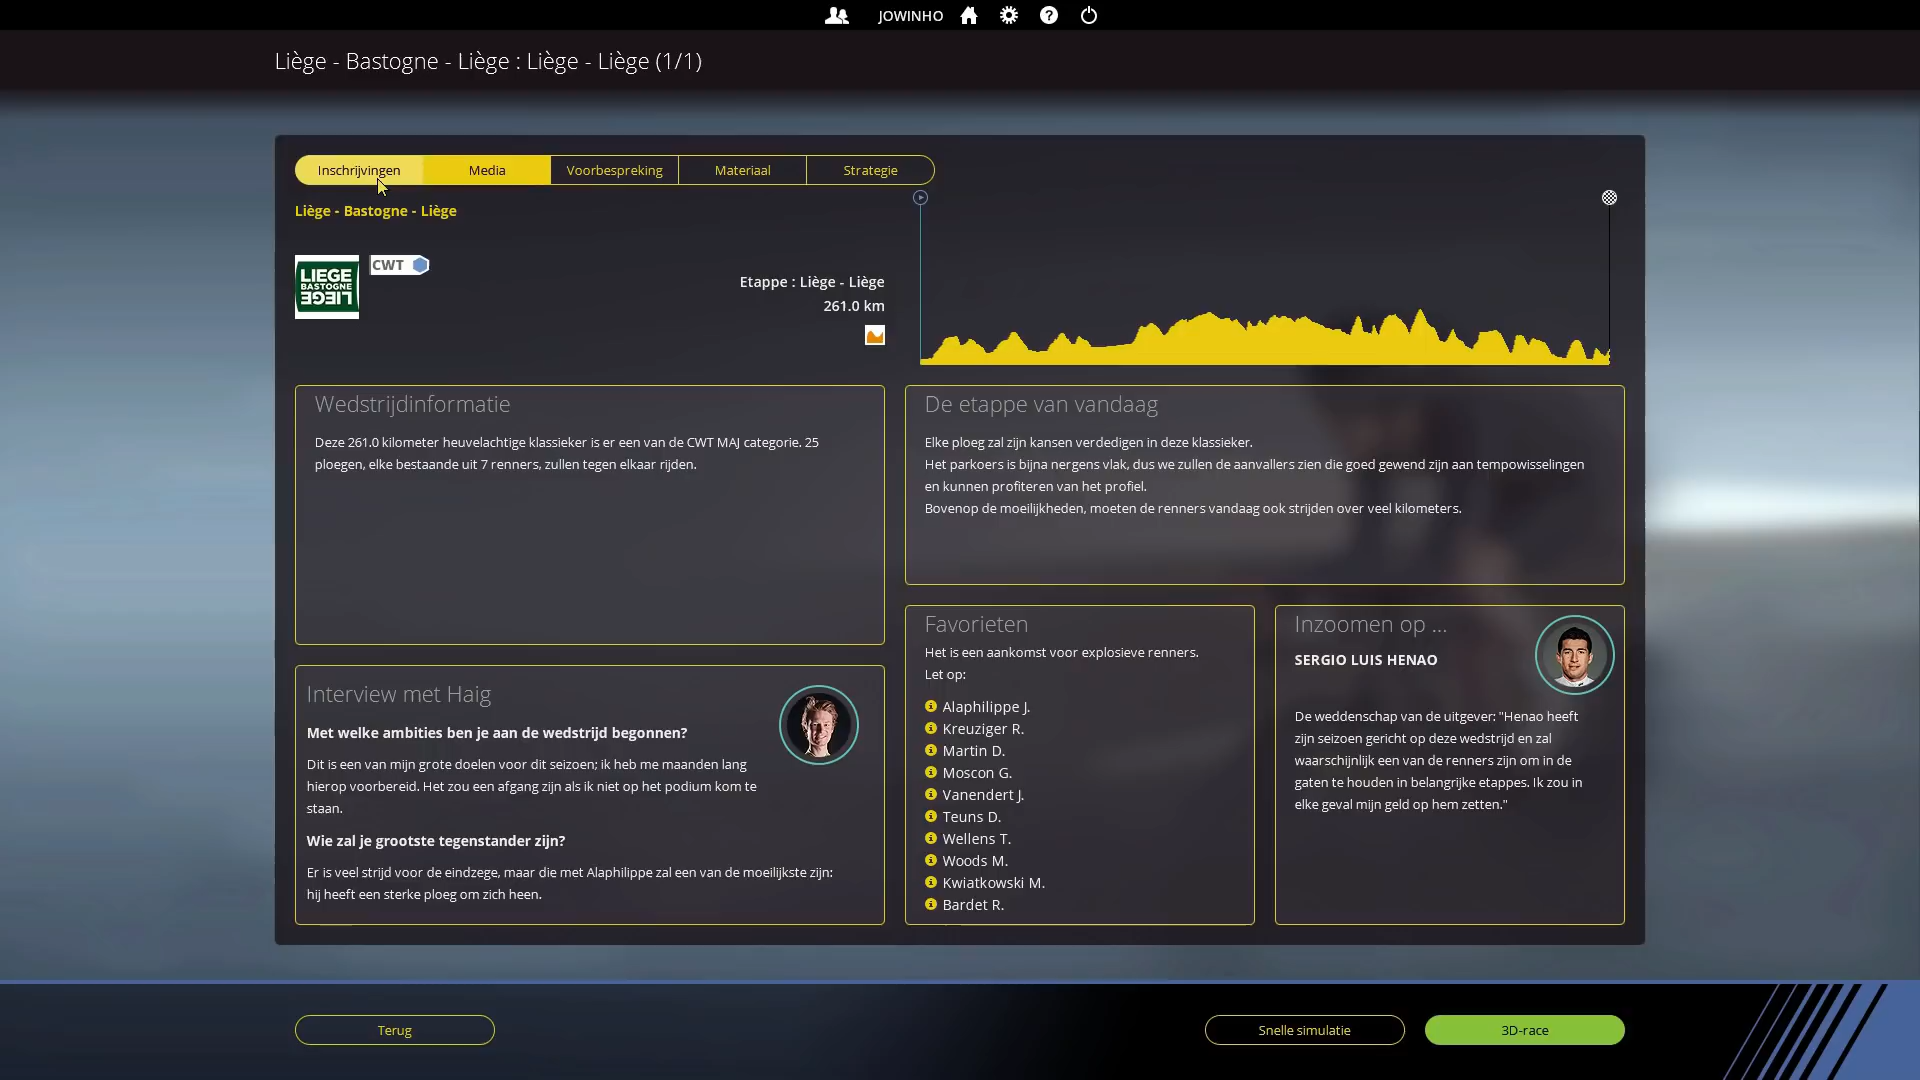 JOWINHO
Liège - Bastogne - Liège : Liège - Liège (1/1)
Inschrijvingen
Media
Voorbespreking
Materiaal
Strategie
Liège - Bastogne - Liège
LIEGE
BASTOGNE
LIEGE
CWT
Etappe : Liège - Liège
261.0 km
Wedstrijdinformatie
Deze 261.0 kilometer heuvelachtige klassieker is er een van de CWT MAJ categorie. 25
ploegen, elke bestaande uit 7 renners, zullen tegen elkaar rijden.
De etappe van vandaag
Elke ploeg zal zijn kansen verdedigen in deze klassieker.
Het parkoers is bijna nergens vlak, dus we zullen de aanvallers zien die goed gewend zijn aan tempowisselingen
en kunnen profiteren van het profiel.
Bovenop de moeilijkheden, moeten de renners vandaag ook strijden over veel kilometers.
Interview met Haig
Met welke ambities ben je aan de wedstrijd begonnen?
Dit is een van mijn grote doelen voor dit seizoen; ik heb me maanden lang
hierop voorbereid. Het zou een afgang zijn als ik niet op het podium kom te
staan.
Wie zal je grootste tegenstander zijn?
Er is veel strijd voor de eindzege, maar die met Alaphilippe zal een van de moeilijkste zijn:
hij heeft een sterke ploeg om zich heen.
Favorieten
Het is een aankomst voor explosieve renners.
Let op:
Alaphilippe J.
Kreuziger R.
Martin D.
Moscon G.
Vanendert J.
Teuns D.
Wellens T.
Woods M.
Kwiatkowski M.
Bardet R.
Inzoomen op ...
SERGIO LUIS HENAO
De weddenschap van de uitgever: "Henao heeft
zijn seizoen gericht op deze wedstrijd en zal
waarschijnlijk een van de renners zijn om in de
gaten te houden in belangrijke etappes. Ik zou in
elke geval mijn geld op hem zetten."
Terug
Snelle simulatie
3D-race